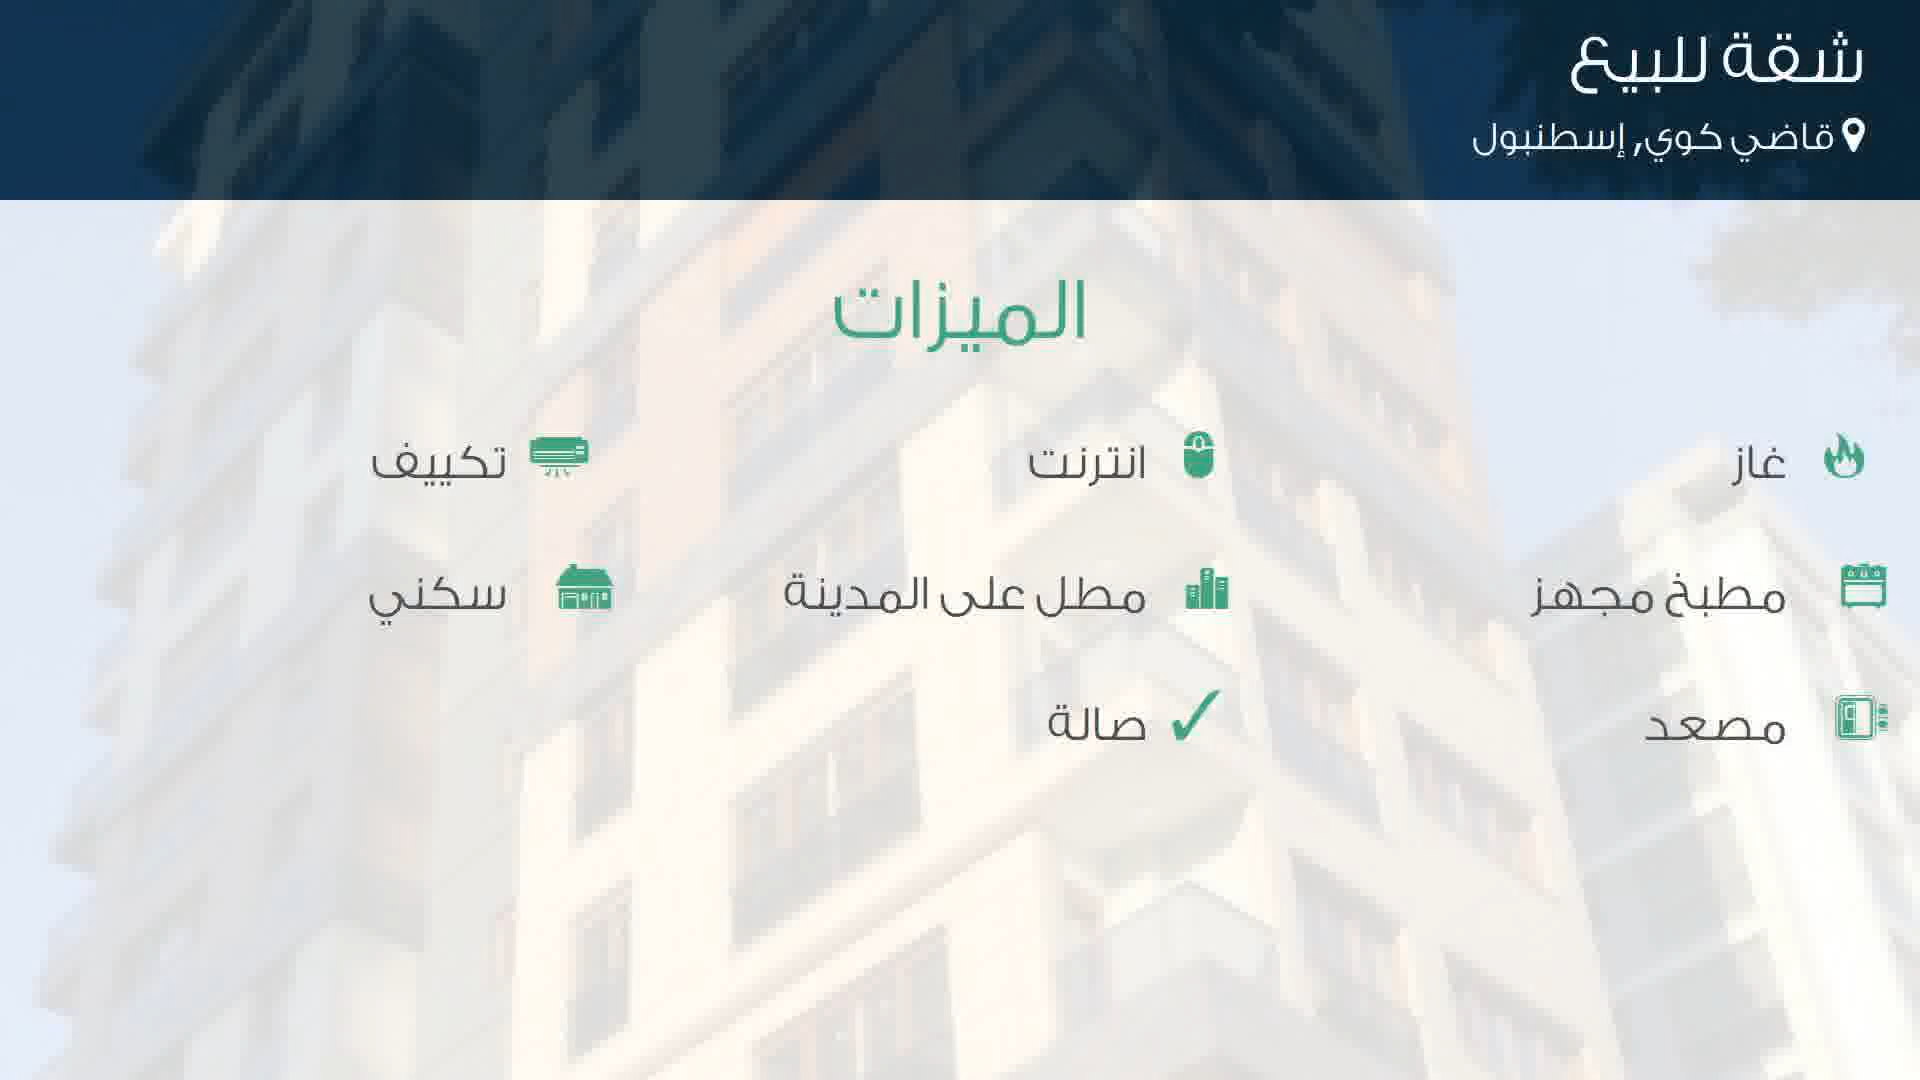 شقة للبيع
قاضي كوي, إسطنبول
الميزات
غاز
انترنت
تكييف
مطبخ مجهز
مطل على المدينة
سكني
مصعد
صالة